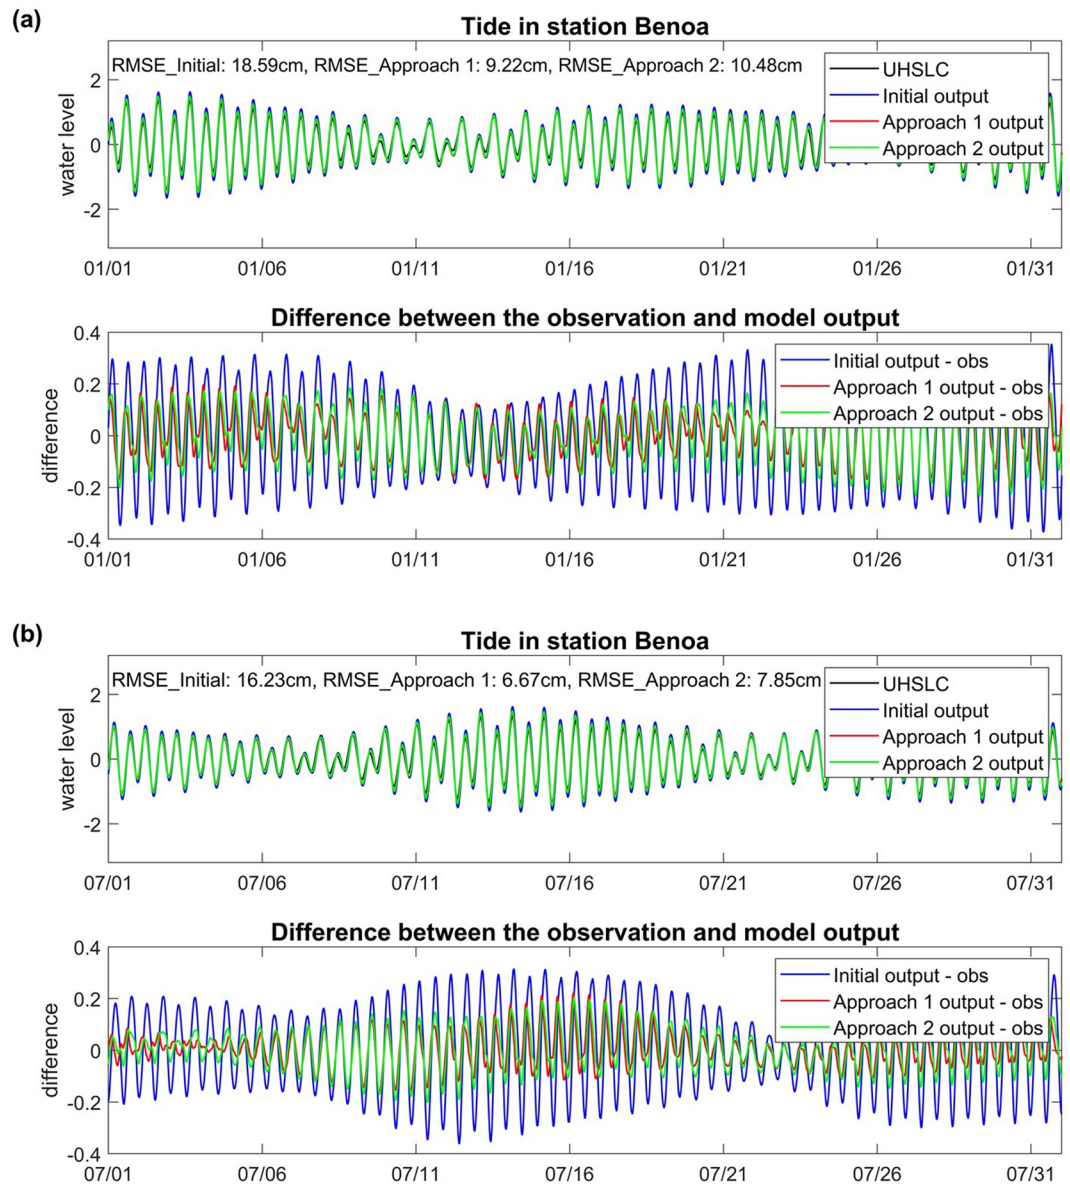 (a)
Tide in station Benoa
RMSE_Initial: 18.59cm, RMSE_Approach 1: 9.22cm, RMSE_Approach 2: 10.48cm
UHSLC
Initial output
Approach 1 output
Approach 2 output
water level
2
0
-2
01/01 01/06 01/11 01/16 01/21 01/26 01/31
Difference between the observation and model output
Initial output - obs
Approach 1 output - obs
Approach 2 output - obs
difference
0.4
0.2
0
-0.2
-0.4
01/01 01/06 01/11 01/16 01/21 01/26 01/31
(b)
Tide in station Benoa
RMSE_Initial: 16.23cm, RMSE_Approach 1: 6.67cm, RMSE_Approach 2: 7.85cm
UHSLC
Initial output
Approach 1 output
Approach 2 output
water level
2
0
-2
07/01 07/06 07/11 07/16 07/21 07/26 07/31
Difference between the observation and model output
Initial output - obs
Approach 1 output - obs
Approach 2 output - obs
difference
0.4
0.2
0
-0.2
-0.4
07/01 07/06 07/11 07/16 07/21 07/26 07/31